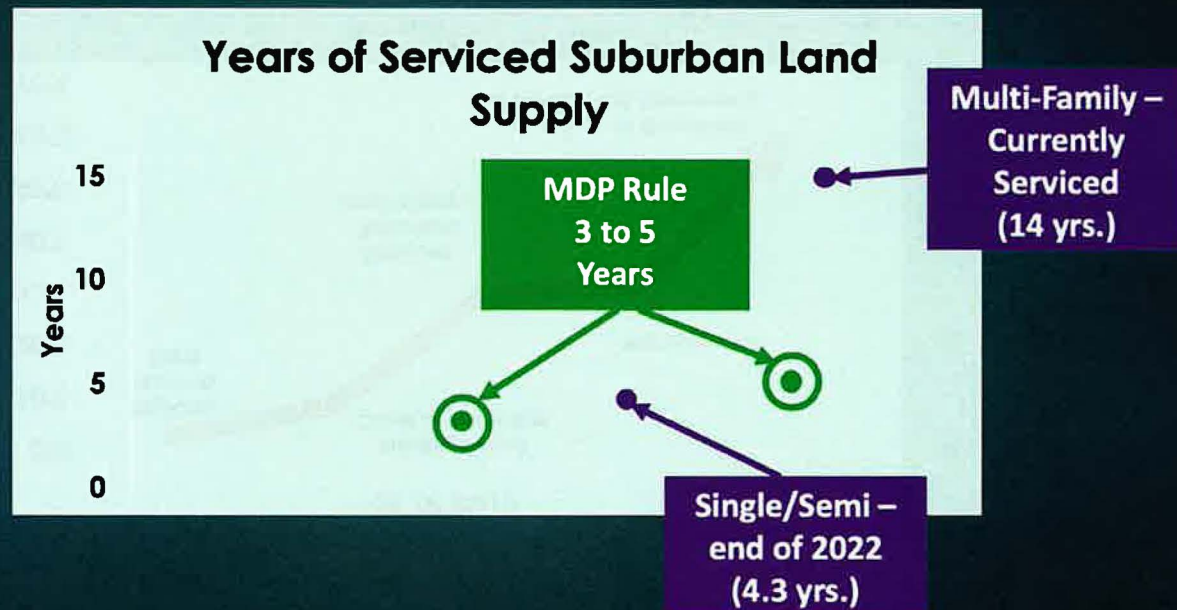 Years of Serviced Suburban Land
Supply
Multi-Family –
Currently
Serviced
(14 yrs.)
MDP Rule
3 to 5
Years
Years
15
10
5
0
Single/Semi –
end of 2022
(4.3 yrs.)